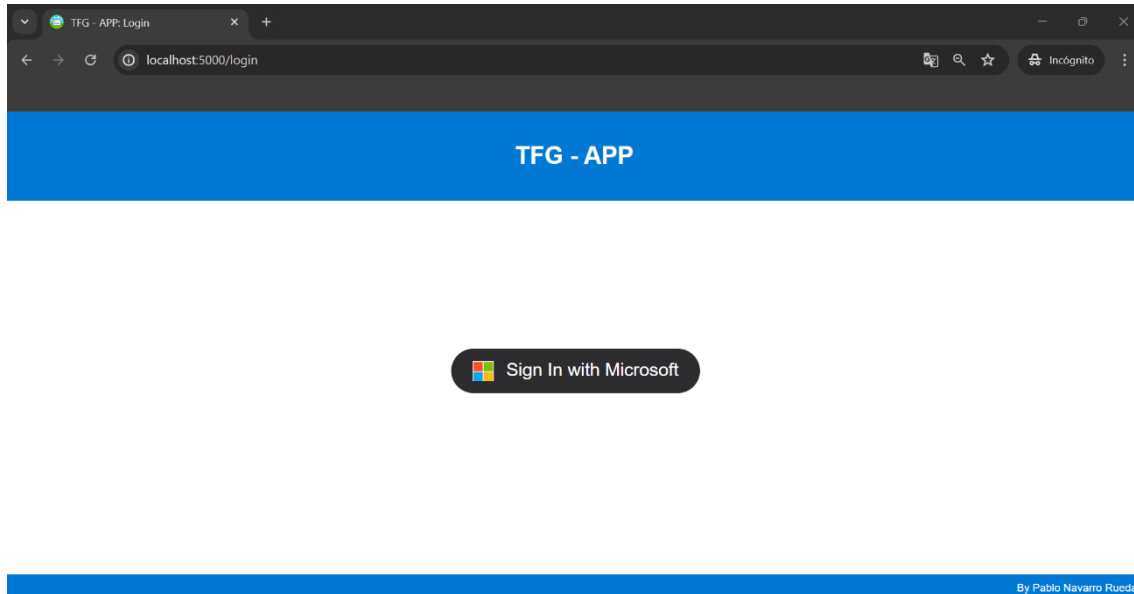 TFG - APP: Login
localhost:5000/login
Incógnito
TFG - APP
Sign In with Microsoft
By Pablo Navarro Rueda